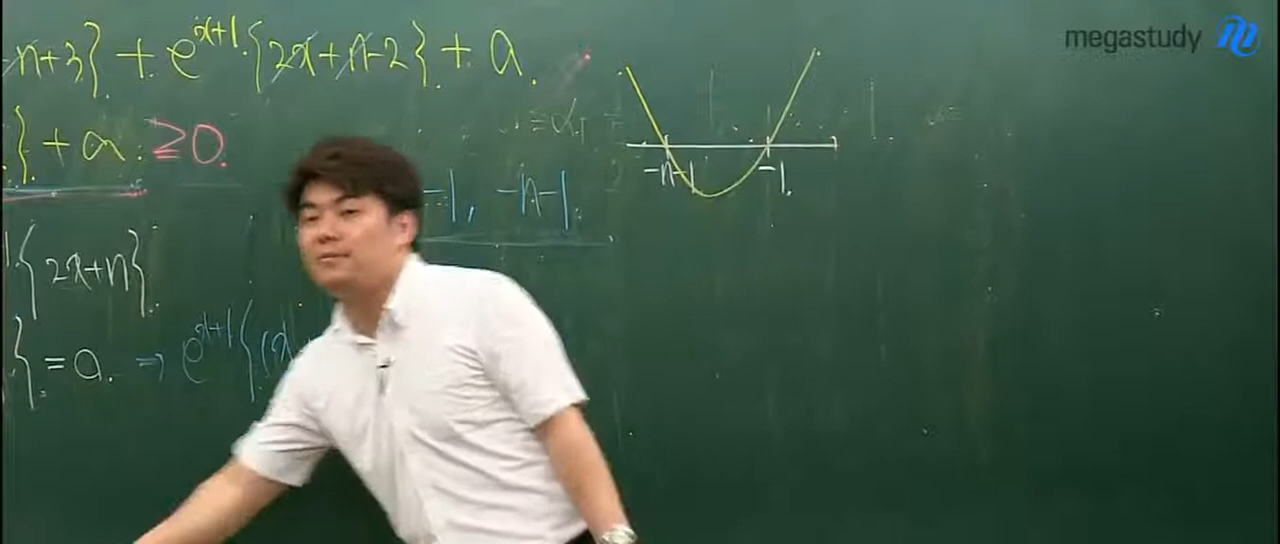 megastudy
-n+3} + e^{x+1}·{2x+n-2} + a.
} + a. ≥0.
-n-1 -1.
-1, -n-1.
{2x+n}.
} = a. → e^{x+1}{(x